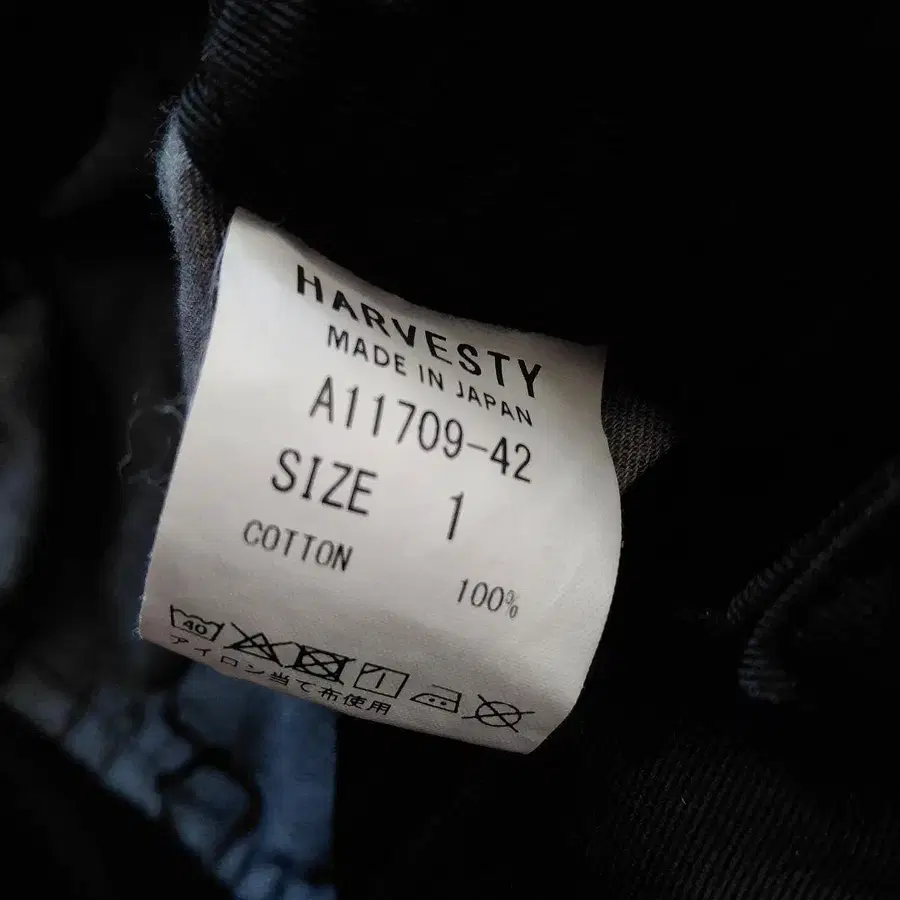 HARVESTY
MADE IN JAPAN
A11709-42
SIZE 1
COTTON 100%
40
アイロン当て布使用